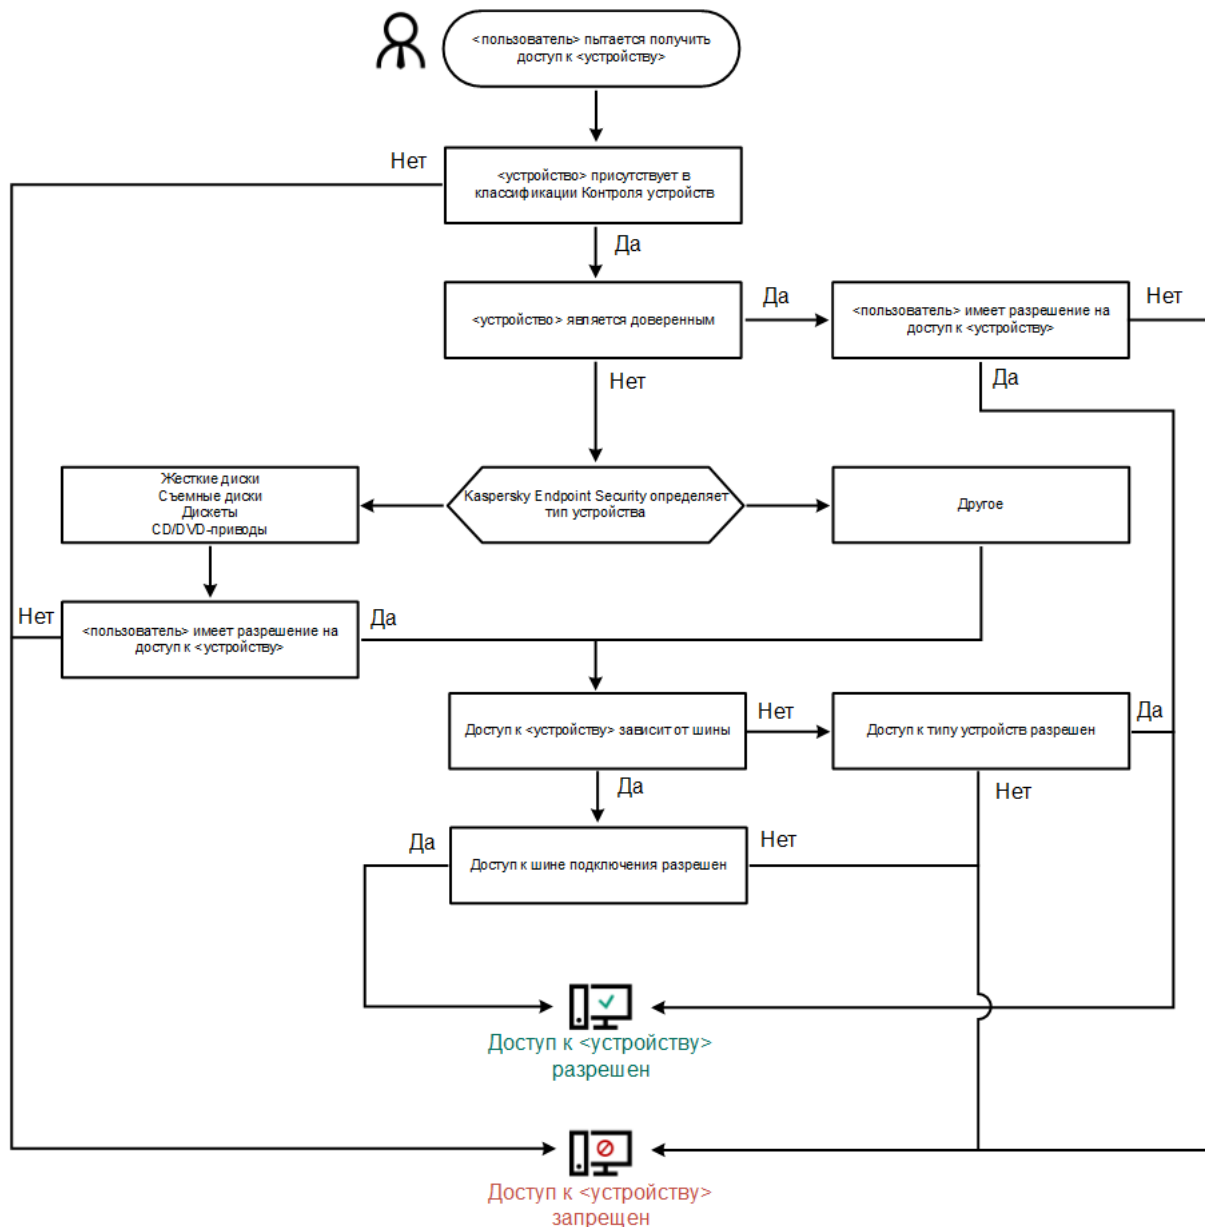 <пользователь> пытается получить
доступ к <устройству>
Нет
<устройство> присутствует в
классификации Контроля устройств
Да
<устройство> является доверенным
Да
<пользователь> имеет разрешение на
доступ к <устройству>
Нет
Нет
Да
Жесткие диски
Съемные диски
Дискеты
CD/DVD-приводы
Kaspersky Endpoint Security определяет
тип устройства
Другое
Нет
<пользователь> имеет разрешение на
доступ к <устройству>
Да
Доступ к <устройству> зависит от шины
Нет
Доступ к типу устройств разрешен
Да
Да
Нет
Да
Доступ к шине подключения разрешен
Нет
Доступ к <устройству>
разрешен
Доступ к <устройству>
запрещен